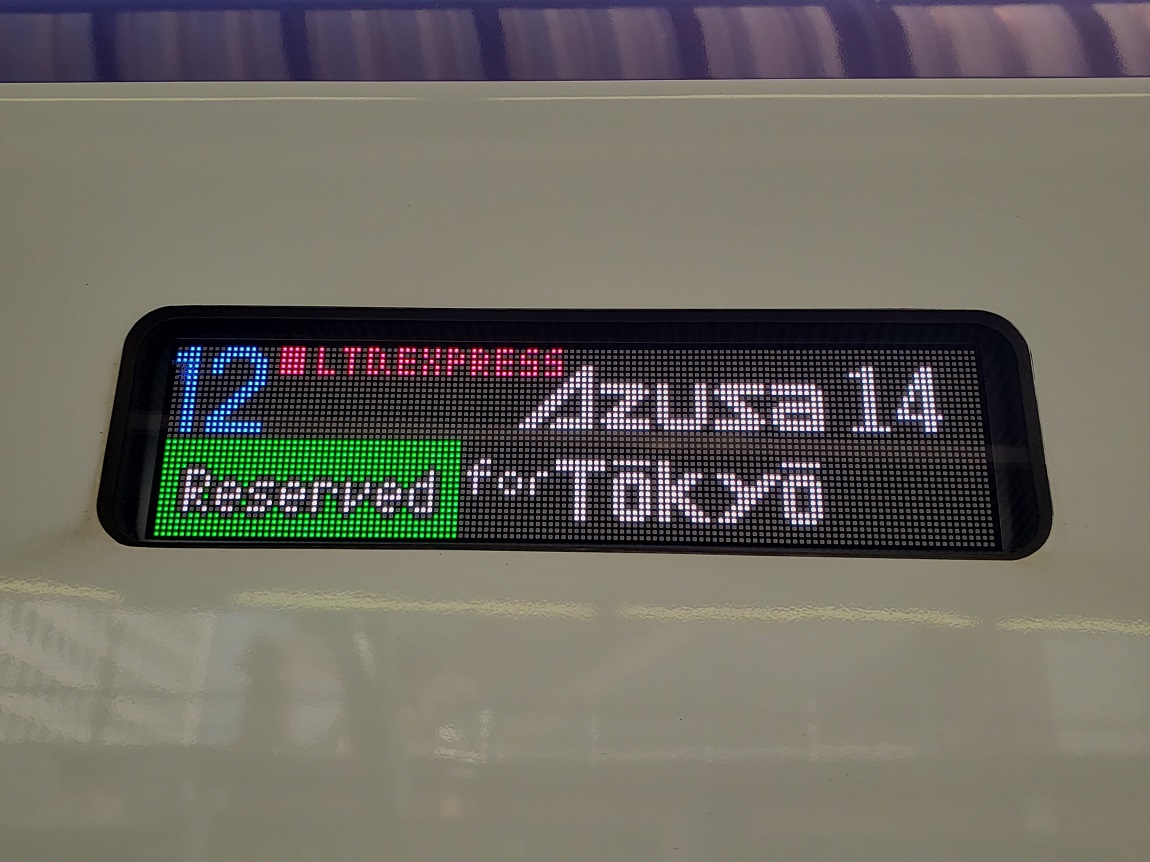 12 LTD.EXPRESS Azusa 14
Reserved for Tōkyō